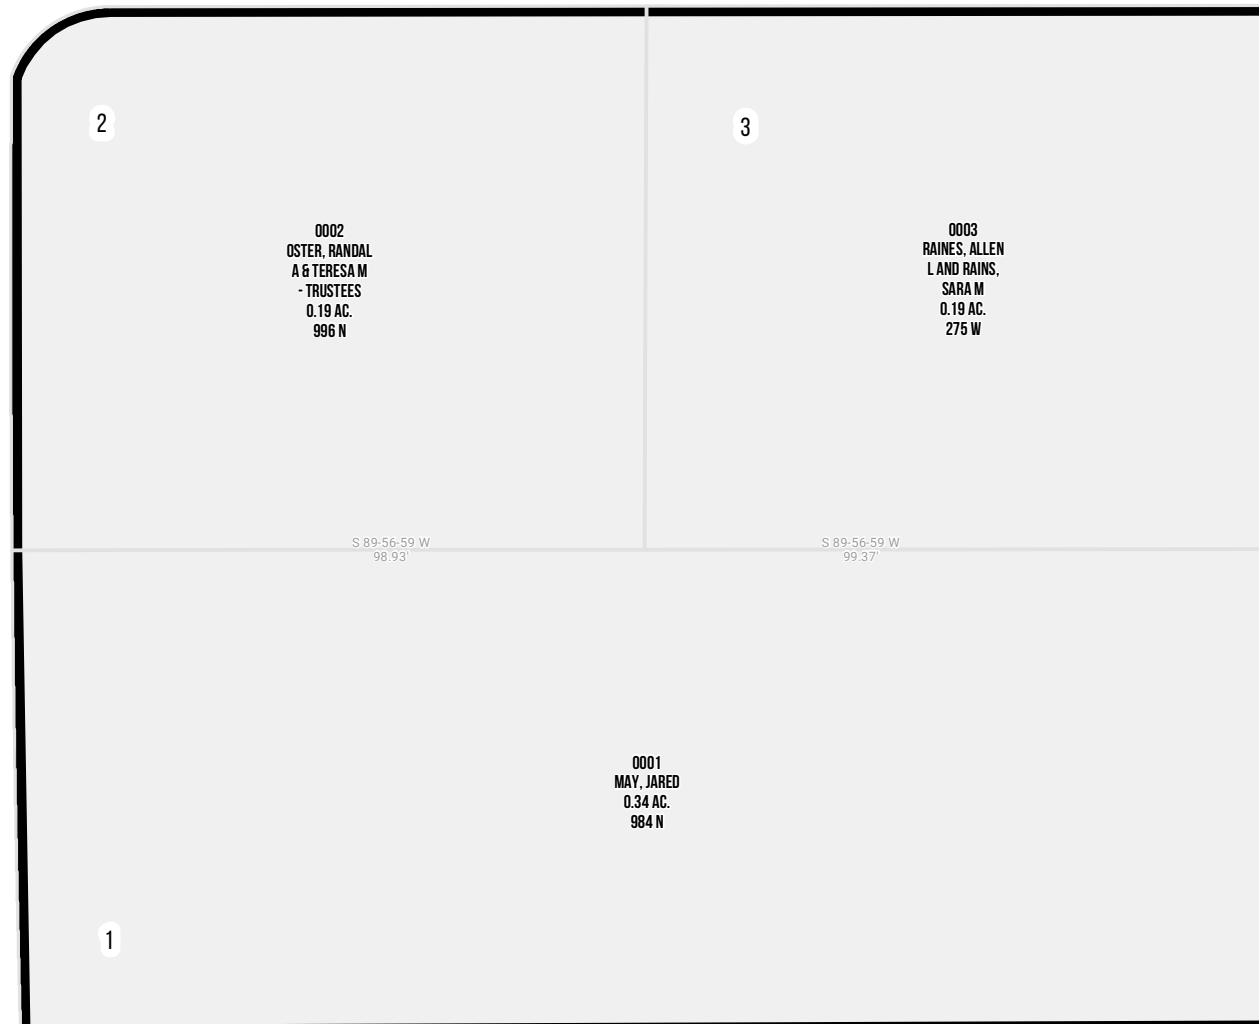 2
3
0002
OSTER, RANDAL
A & TERESA M
- TRUSTEES
0.19 AC.
996 N
0003
RAINES, ALLEN
L AND RAINS,
SARA M
0.19 AC.
275 W
S 89-56-59 W
98.93'
S 89-56-59 W
99.37'
0001
MAY, JARED
0.34 AC.
984 N
1